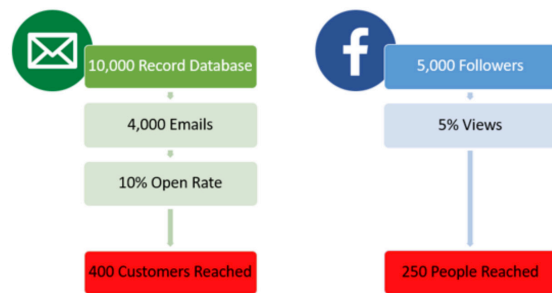 10,000 Record Database
4,000 Emails
10% Open Rate
400 Customers Reached
f
5,000 Followers
5% Views
250 People Reached